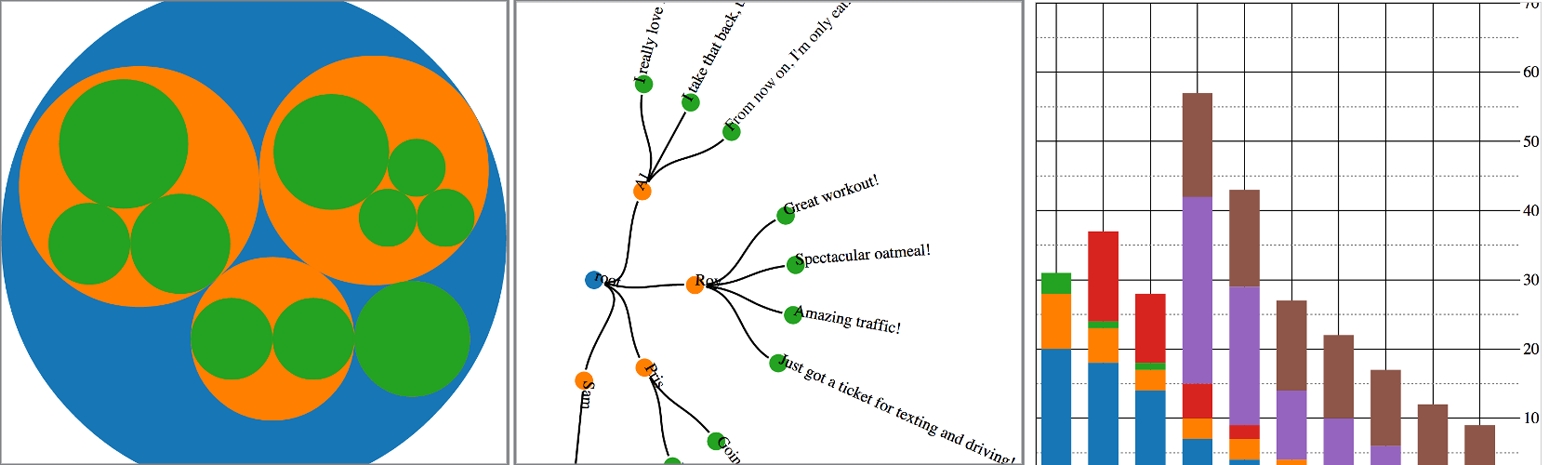 I really love
I take that back,
From now on, I'm only eat
Al
Great workout!
Spectacular oatmeal!
root
Roy
Amazing traffic!
Just got a ticket for texting and driving!
Pris
Sam
Goin
70
60
50
40
30
20
10